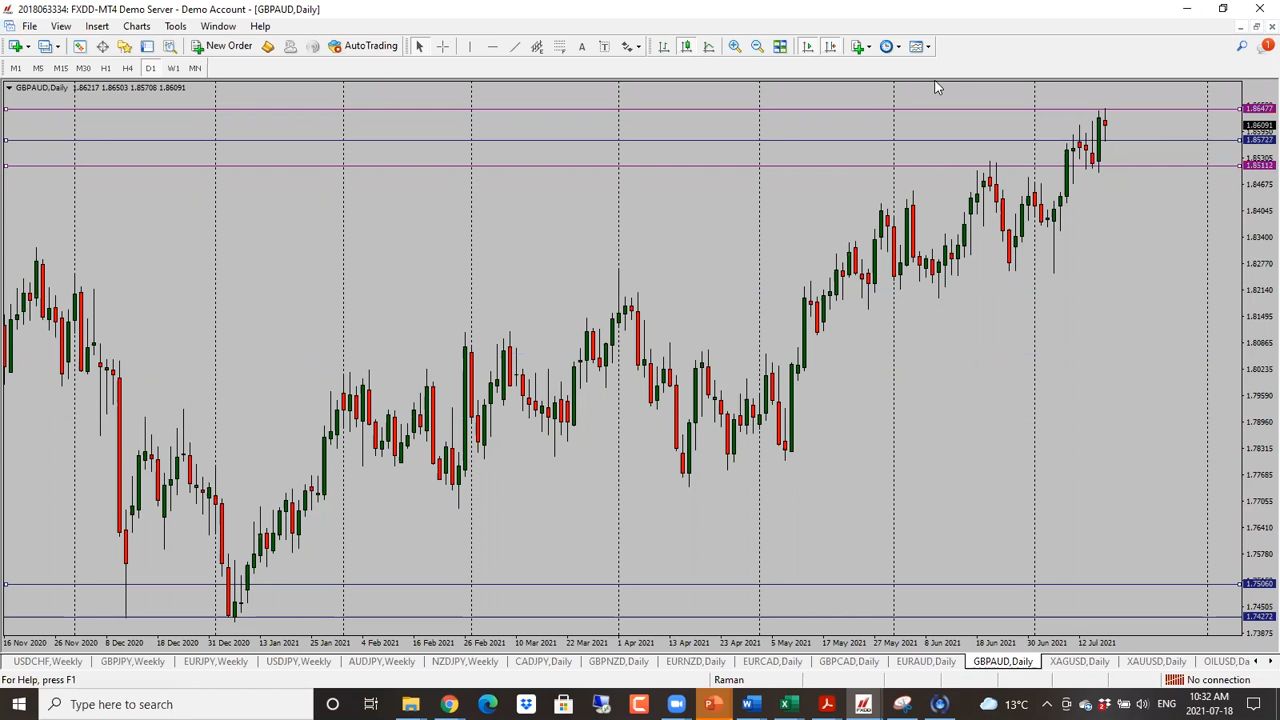 2018063334: FXDD-MT4 Demo Server - Demo Account - [GBPAUD,Daily]
File View Insert Charts Tools Window Help
New Order AutoTrading
M1 M5 M15 M30 H1 H4 D1 W1 MN
GBPAUD,Daily 1.86217 1.86503 1.85708 1.86091
1.86477
1.86091
1.85727
1.85305
1.85112
1.84675
1.84045
1.83400
1.82770
1.82140
1.81495
1.80865
1.80235
1.79590
1.78960
1.78315
1.77685
1.77055
1.76410
1.75780
1.75060
1.74505
1.74272
1.73875
16 Nov 2020 26 Nov 2020 8 Dec 2020 18 Dec 2020 31 Dec 2020 13 Jan 2021 25 Jan 2021 4 Feb 2021 16 Feb 2021 26 Feb 2021 10 Mar 2021 22 Mar 2021 1 Apr 2021 13 Apr 2021 23 Apr 2021 5 May 2021 17 May 2021 27 May 2021 8 Jun 2021 18 Jun 2021 30 Jun 2021 12 Jul 2021
USDCHF,Weekly GBPJPY,Weekly EURJPY,Weekly USDJPY,Weekly AUDJPY,Weekly NZDJPY,Weekly CADJPY,Daily GBPNZD,Daily EURNZD,Daily EURCAD,Daily GBPCAD,Daily EURAUD,Daily GBPAUD,Daily XAGUSD,Daily XAUUSD,Daily OILUSD,Da
For Help, press F1 Raman No connection
Type here to search 13°C ENG 10:32 AM
2021-07-18